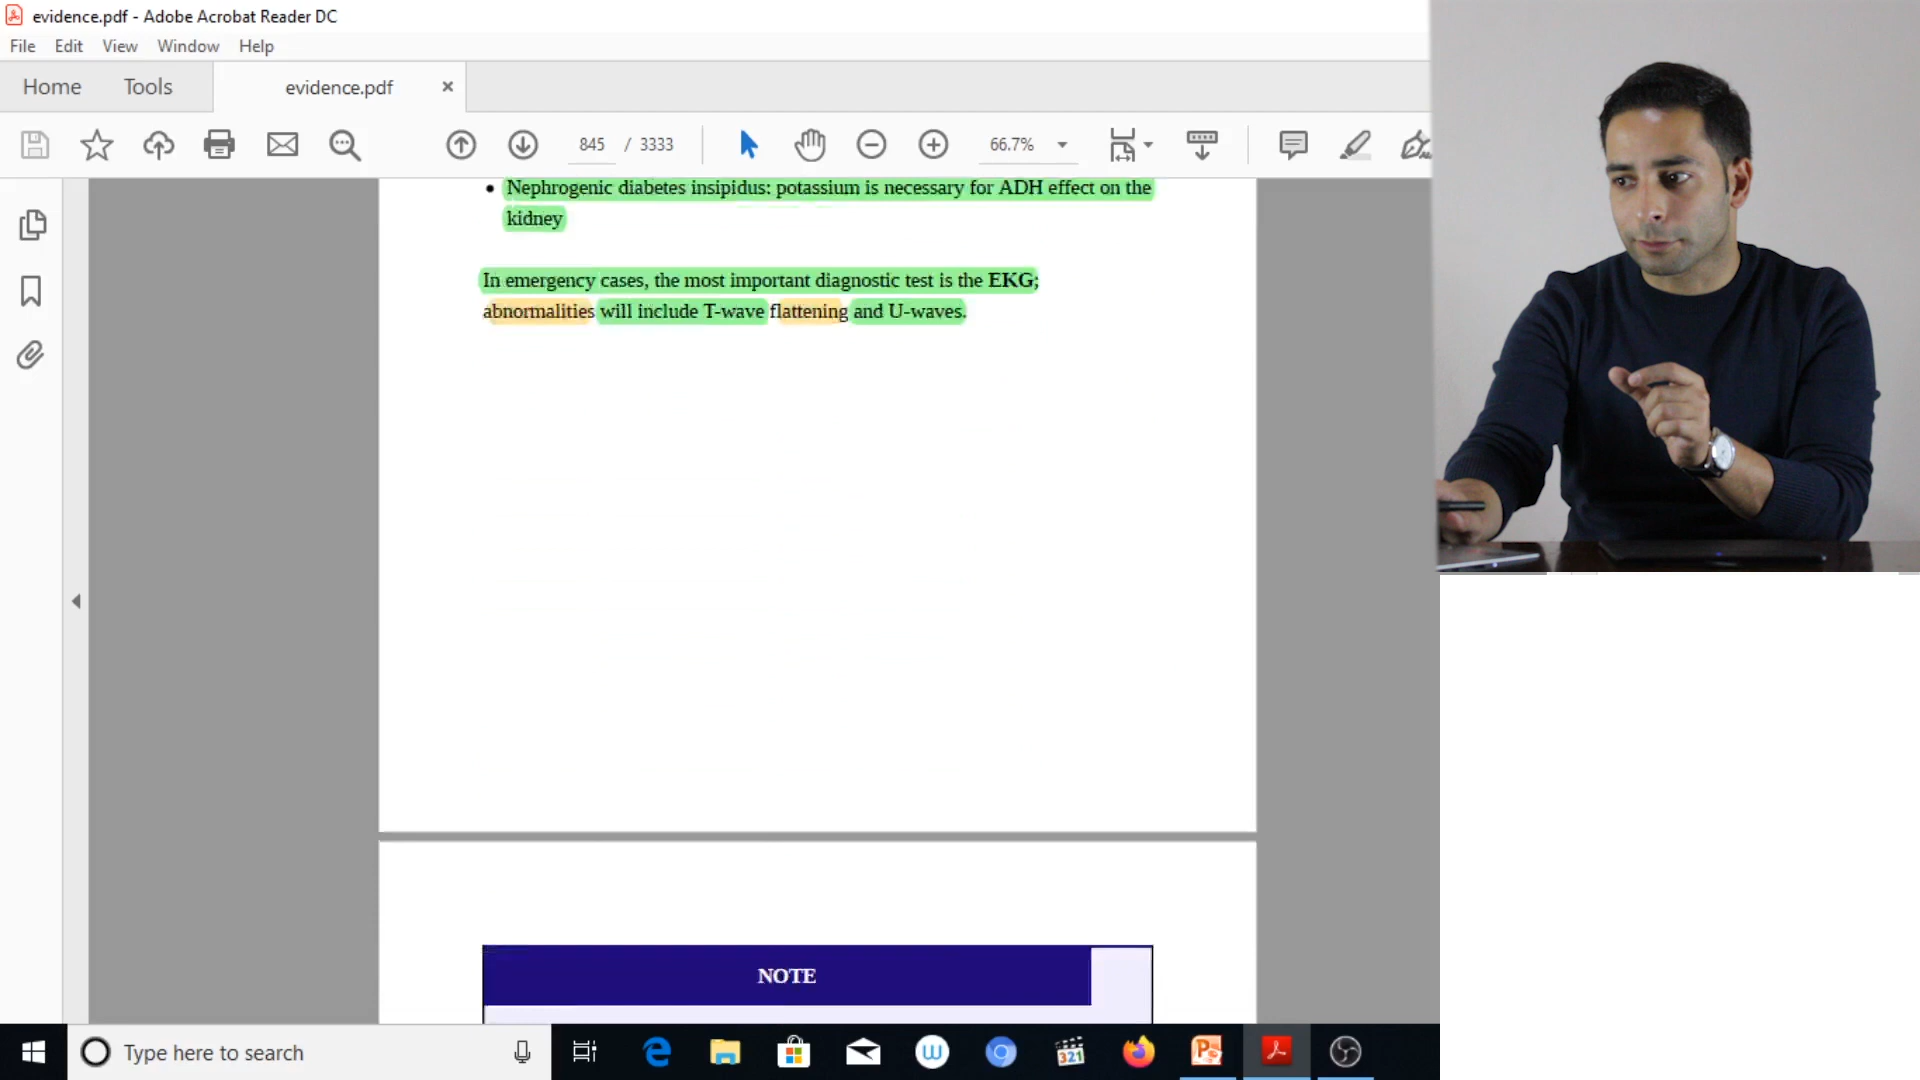 evidence.pdf - Adobe Acrobat Reader DC
File Edit View Window Help
Home Tools evidence.pdf ×
845 / 3333 66.7%
• Nephrogenic diabetes insipidus: potassium is necessary for ADH effect on the
kidney
In emergency cases, the most important diagnostic test is the EKG;
abnormalities will include T-wave flattening and U-waves.
NOTE
Type here to search
321